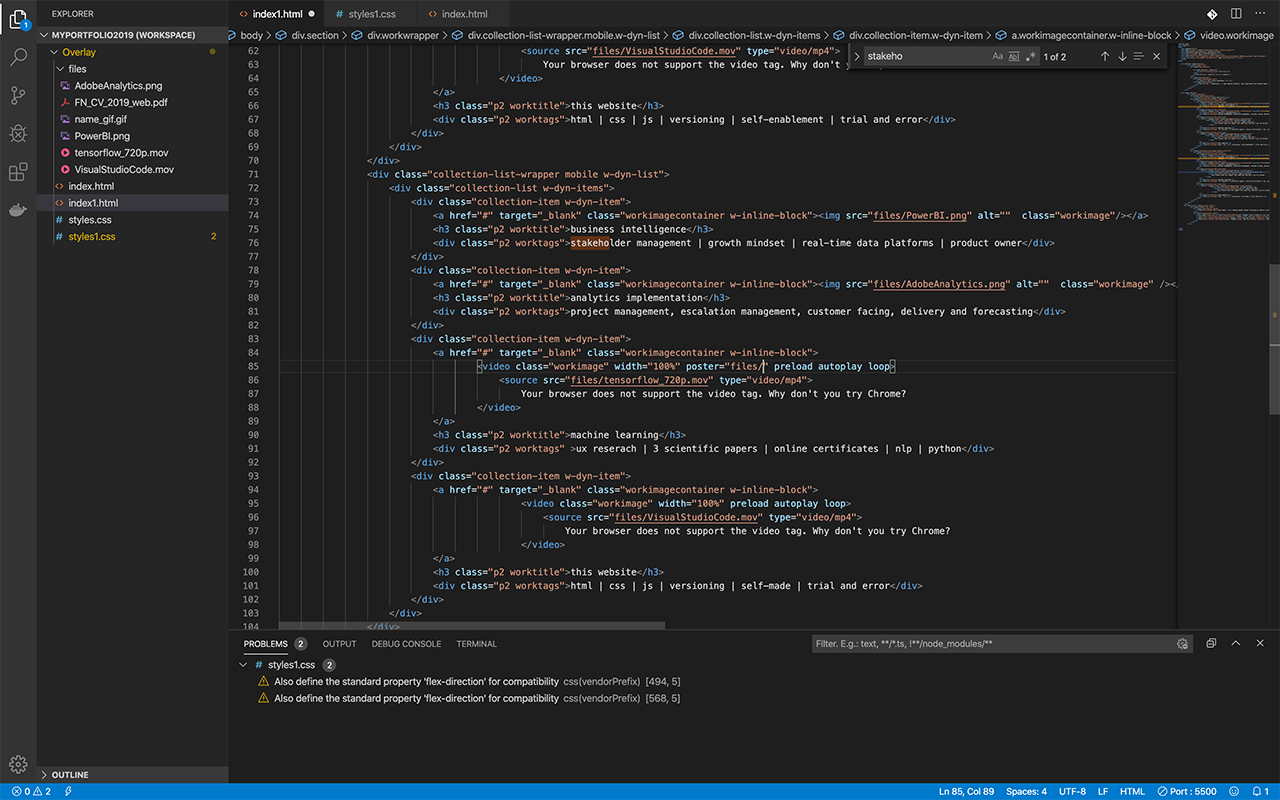 1
EXPLORER
MYPORTFOLIO2019 (WORKSPACE)
Overlay
files
AdobeAnalytics.png
FN_CV_2019_web.pdf
name_gif.gif
PowerBI.png
tensorflow_720p.mov
VisualStudioCode.mov
<> index.html
<> index1.html
# styles.css
# styles1.css 2
OUTLINE
<> index1.html
# styles1.css
<> index.html
body > div.section > div.workwrapper > div.collection-list-wrapper.mobile.w-dyn-list > div.collection-list.w-dyn-items > div.collection-item.w-dyn-item > a.workimagecontainer.w-inline-block > video.workimage
stakeho Aa Abl .* 1 of 2
62 <source src="files/VisualStudioCode.mov" type="video/mp4">
63 Your browser does not support the video tag. Why don't y
64 </video>
65 </a>
66 <h3 class="p2 worktitle">this website</h3>
67 <div class="p2 worktags">html | css | js | versioning | self-enablement | trial and error</div>
68 </div>
69 </div>
70 </div>
71 <div class="collection-list-wrapper mobile w-dyn-list">
72 <div class="collection-list w-dyn-items">
73 <div class="collection-item w-dyn-item">
74 <a href="#" target="_blank" class="workimagecontainer w-inline-block"><img src="files/PowerBI.png" alt="" class="workimage"/></a>
75 <h3 class="p2 worktitle">business intelligence</h3>
76 <div class="p2 worktags">stakeholder management | growth mindset | real-time data platforms | product owner</div>
77 </div>
78 <div class="collection-item w-dyn-item">
79 <a href="#" target="_blank" class="workimagecontainer w-inline-block"><img src="files/AdobeAnalytics.png" alt="" class="workimage" /></
80 <h3 class="p2 worktitle">analytics implementation</h3>
81 <div class="p2 worktags">project management, escalation management, customer facing, delivery and forecasting</div>
82 </div>
83 <div class="collection-item w-dyn-item">
84 <a href="#" target="_blank" class="workimagecontainer w-inline-block">
85 <video class="workimage" width="100%" poster="files/" preload autoplay loop>
86 <source src="files/tensorflow_720p.mov" type="video/mp4">
87 Your browser does not support the video tag. Why don't you try Chrome?
88 </video>
89 </a>
90 <h3 class="p2 worktitle">machine learning</h3>
91 <div class="p2 worktags" >ux reserach | 3 scientific papers | online certificates | nlp | python</div>
92 </div>
93 <div class="collection-item w-dyn-item">
94 <a href="#" target="_blank" class="workimagecontainer w-inline-block">
95 <video class="workimage" width="100%" preload autoplay loop>
96 <source src="files/VisualStudioCode.mov" type="video/mp4">
97 Your browser does not support the video tag. Why don't you try Chrome?
98 </video>
99 </a>
100 <h3 class="p2 worktitle">this website</h3>
101 <div class="p2 worktags">html | css | js | versioning | self-made | trial and error</div>
102 </div>
103 </div>
104 </div>
PROBLEMS 2 OUTPUT DEBUG CONSOLE TERMINAL Filter. E.g.: text, **/*.ts, !**/node_modules/**
# styles1.css 2
Also define the standard property 'flex-direction' for compatibility css(vendorPrefix) [494, 5]
Also define the standard property 'flex-direction' for compatibility css(vendorPrefix) [568, 5]
0 2 Ln 85, Col 89 Spaces: 4 UTF-8 LF HTML Port : 5500 1